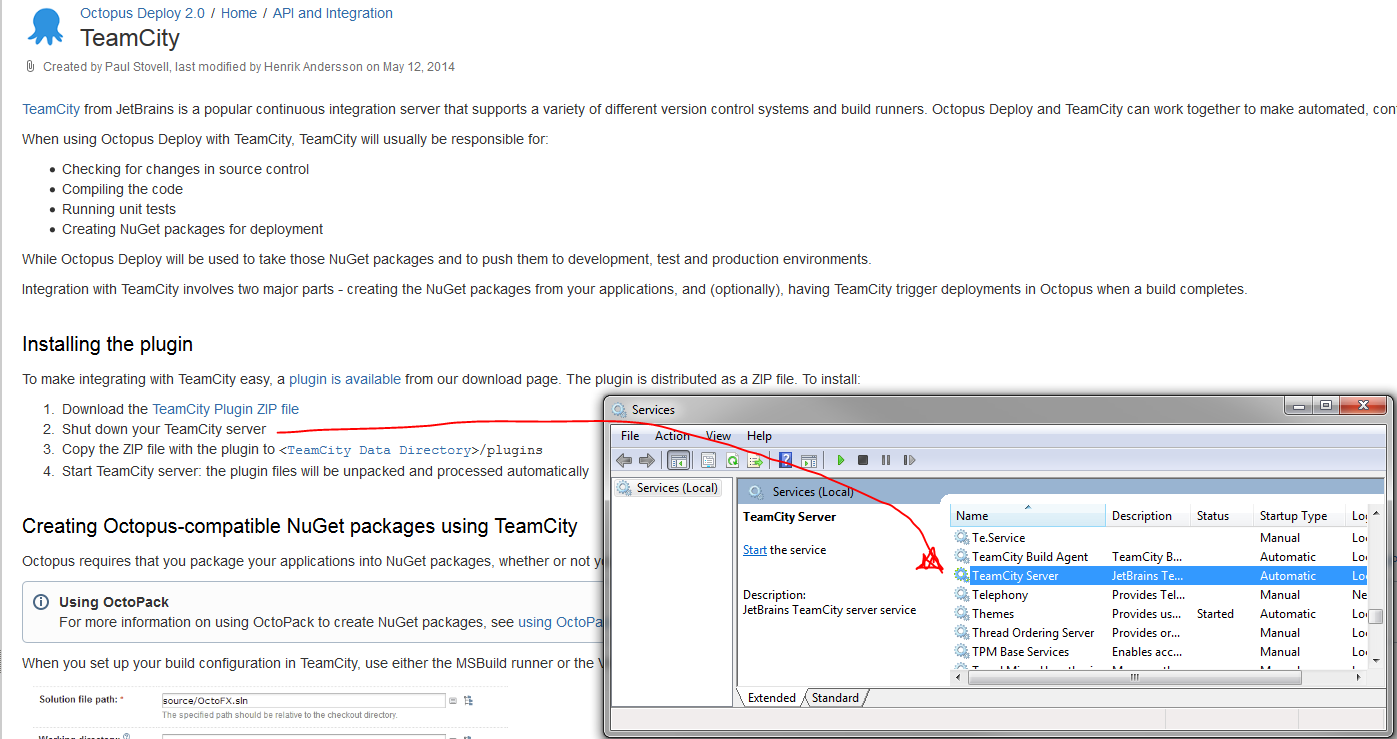 Octopus Deploy 2.0 / Home / API and Integration
TeamCity
Created by Paul Stovell, last modified by Henrik Andersson on May 12, 2014
TeamCity from JetBrains is a popular continuous integration server that supports a variety of different version control systems and build runners. Octopus Deploy and TeamCity can work together to make automated, con
When using Octopus Deploy with TeamCity, TeamCity will usually be responsible for:
• Checking for changes in source control
• Compiling the code
• Running unit tests
• Creating NuGet packages for deployment
While Octopus Deploy will be used to take those NuGet packages and to push them to development, test and production environments.
Integration with TeamCity involves two major parts - creating the NuGet packages from your applications, and (optionally), having TeamCity trigger deployments in Octopus when a build completes.
Installing the plugin
To make integrating with TeamCity easy, a plugin is available from our download page. The plugin is distributed as a ZIP file. To install:
1. Download the TeamCity Plugin ZIP file
2. Shut down your TeamCity server
3. Copy the ZIP file with the plugin to <TeamCity Data Directory>/plugins
4. Start TeamCity server: the plugin files will be unpacked and processed automatically
Creating Octopus-compatible NuGet packages using TeamCity
Octopus requires that you package your applications into NuGet packages, whether or not y
Using OctoPack
For more information on using OctoPack to create NuGet packages, see using OctoPa
When you set up your build configuration in TeamCity, use either the MSBuild runner or the V
Solution file path: *
source/OctoFX.sln
The specified path should be relative to the checkout directory.
Working directory:
Services
File Action View Help
Services (Local)
Services (Local)
TeamCity Server
Start the service
Description:
JetBrains TeamCity server service
Name Description Status Startup Type Log
Te.Service Manual Loc
TeamCity Build Agent TeamCity B... Automatic Loc
TeamCity Server JetBrains Te... Automatic Loc
Telephony Provides Tel... Manual Ne
Themes Provides us... Started Automatic Loc
Thread Ordering Server Provides or... Manual Loc
TPM Base Services Enables acc... Manual Loc
Extended Standard